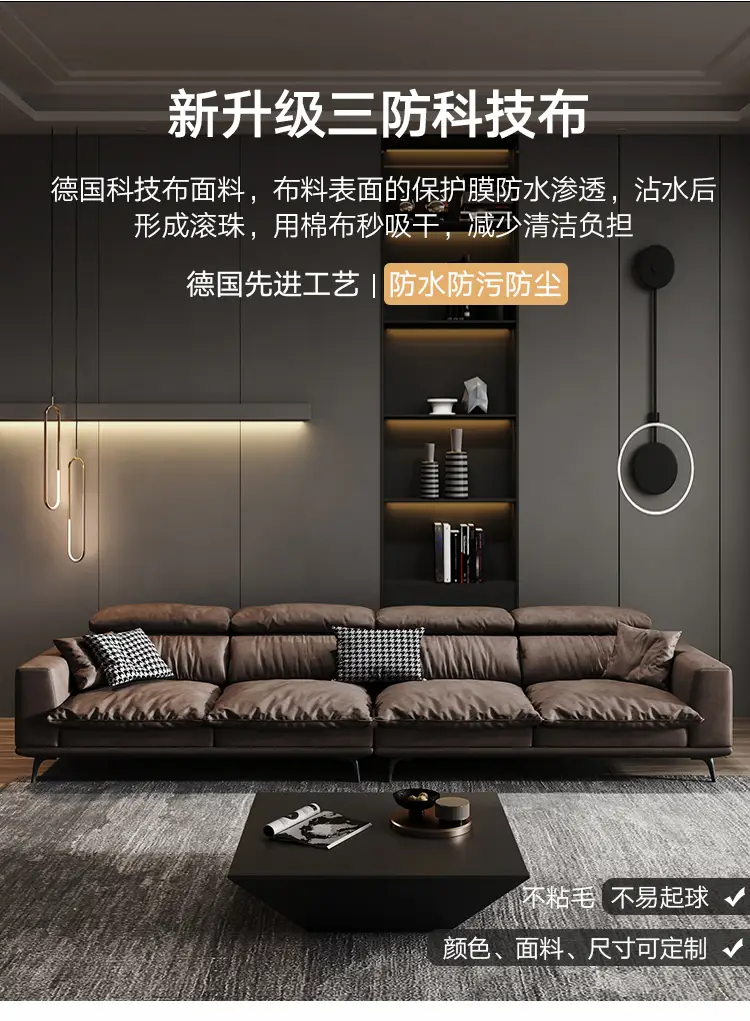 新升级三防科技布
德国科技布面料，布料表面的保护膜防水渗透，沾水后
形成滚珠，用棉布秒吸干，减少清洁负担
德国先进工艺 | 防水防污防尘
不粘毛 不易起球 ✓
颜色、面料、尺寸可定制 ✓